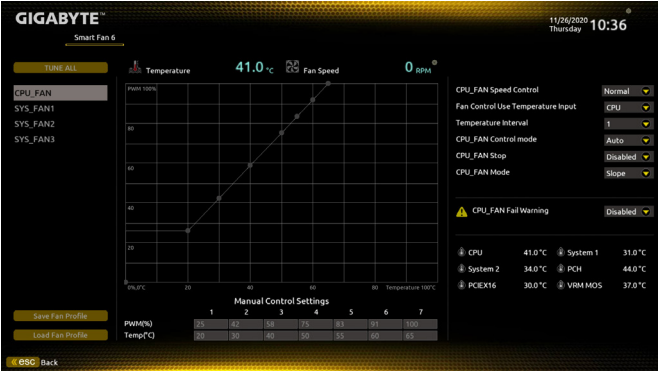 GIGABYTE™
11/26/2020 10:36
Thursday
Smart Fan 6
TUNE ALL
Temperature 41.0 °C Fan Speed 0 RPM
CPU_FAN
SYS_FAN1
SYS_FAN2
SYS_FAN3
PWM 100%
80
60
40
20
0%,0°C 20 40 60 80 Temperature 100°C
CPU_FAN Speed Control Normal
Fan Control Use Temperature Input CPU
Temperature Interval 1
CPU_FAN Control mode Auto
CPU_FAN Stop Disabled
CPU_FAN Mode Slope
CPU_FAN Fail Warning Disabled
CPU 41.0°C System 1 31.0°C
System 2 34.0°C PCH 44.0°C
PCIEX16 30.0°C VRM MOS 37.0°C
Manual Control Settings
1 2 3 4 5 6 7
PWM(%) 25 42 58 75 83 91 100
Temp(°C) 20 30 40 50 55 60 65
Save Fan Profile
Load Fan Profile
«esc Back